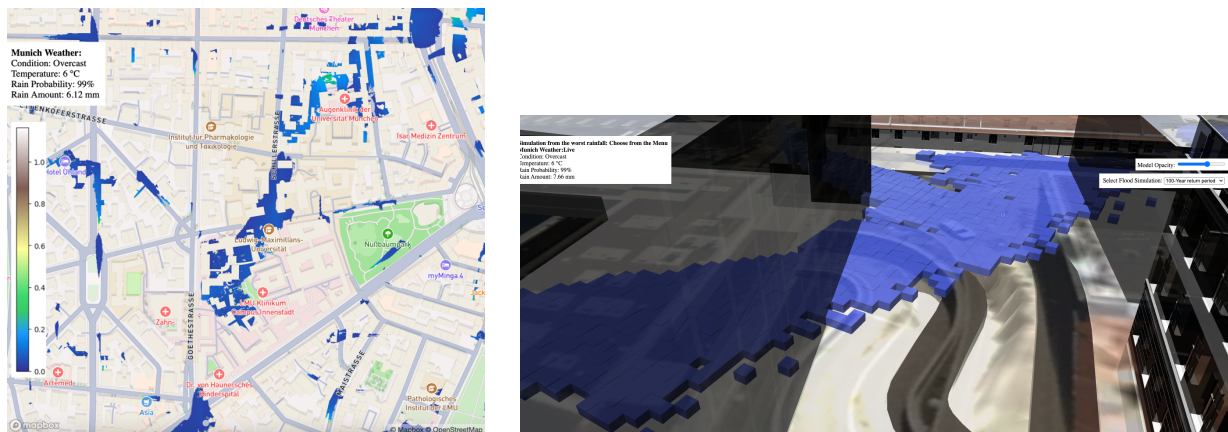 Deutsches Theater
München
Munich Weather:
Condition: Overcast
Temperature: 6 °C
Rain Probability: 99%
Rain Amount: 6.12 mm
Augenklinik der
Universität München
Isar Medizin Zentrum
Institut für Pharmakologie
und Toxikologie
SCHILLERSTRASSE
1.0
0.8
0.6
0.4
0.2
0.0
Ludwig-Maximilians-
Universität
Nußbaumpark
myMinga 4
LMU Klinikum
Campus Innenstadt
Zahn-
GOETHESTRASSE
Dr. von Haunersches
Kinderspital
MAISTRASSE
Artemedi
Asia
Pathologisches
Institut der LMU
mapbox
© Mapbox © OpenStreetMap
imulation from the worst rainfall: Choose from the Menu
Munich Weather:Live
Condition: Overcast
Temperature: 6 °C
Rain Probability: 99%
Rain Amount: 7.66 mm
Model Opacity:
Select Flood Simulation: 100-Year return period